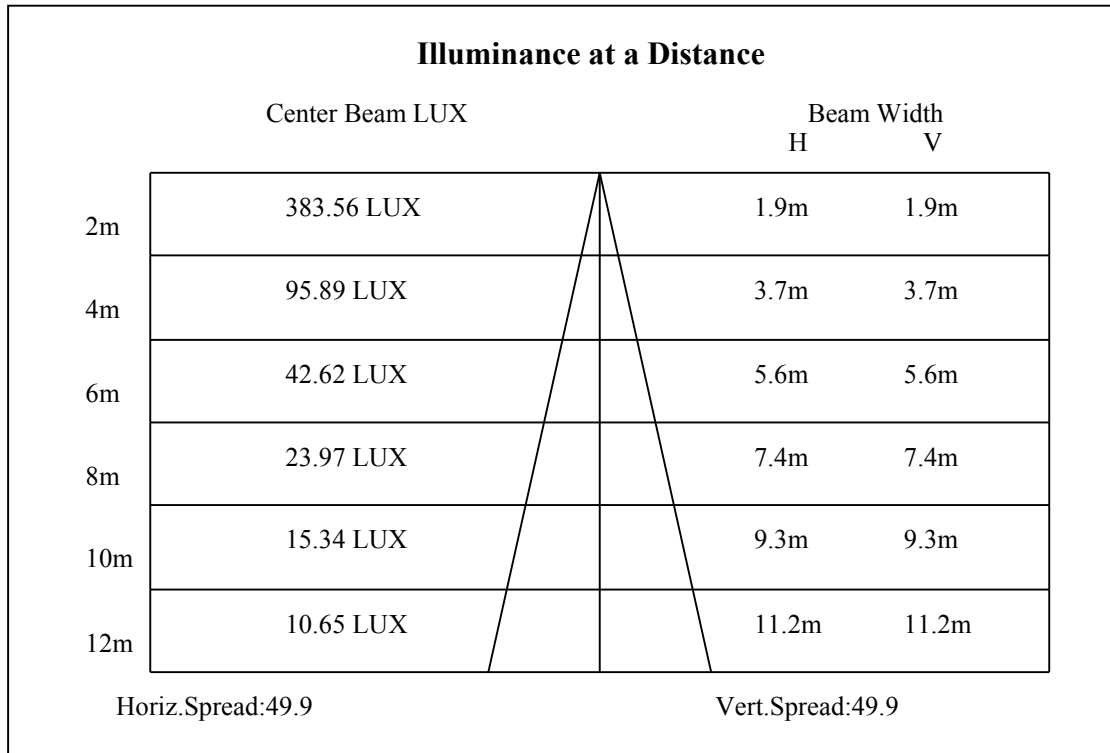 Illuminance at a Distance
Center Beam LUX Beam Width
H V
2m 383.56 LUX 1.9m 1.9m
4m 95.89 LUX 3.7m 3.7m
6m 42.62 LUX 5.6m 5.6m
8m 23.97 LUX 7.4m 7.4m
10m 15.34 LUX 9.3m 9.3m
12m 10.65 LUX 11.2m 11.2m
Horiz.Spread:49.9 Vert.Spread:49.9